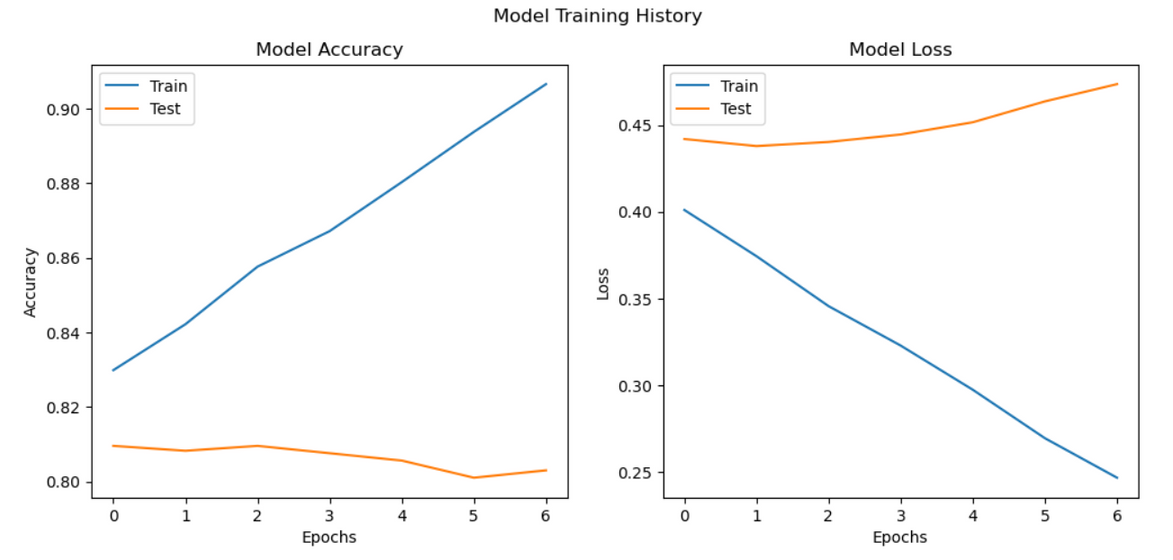 Model Training History
Model Accuracy
Train
Test
Accuracy
0.90
0.88
0.86
0.84
0.82
0.80
0 1 2 3 4 5 6
Epochs
Model Loss
Train
Test
Loss
0.45
0.40
0.35
0.30
0.25
0 1 2 3 4 5 6
Epochs